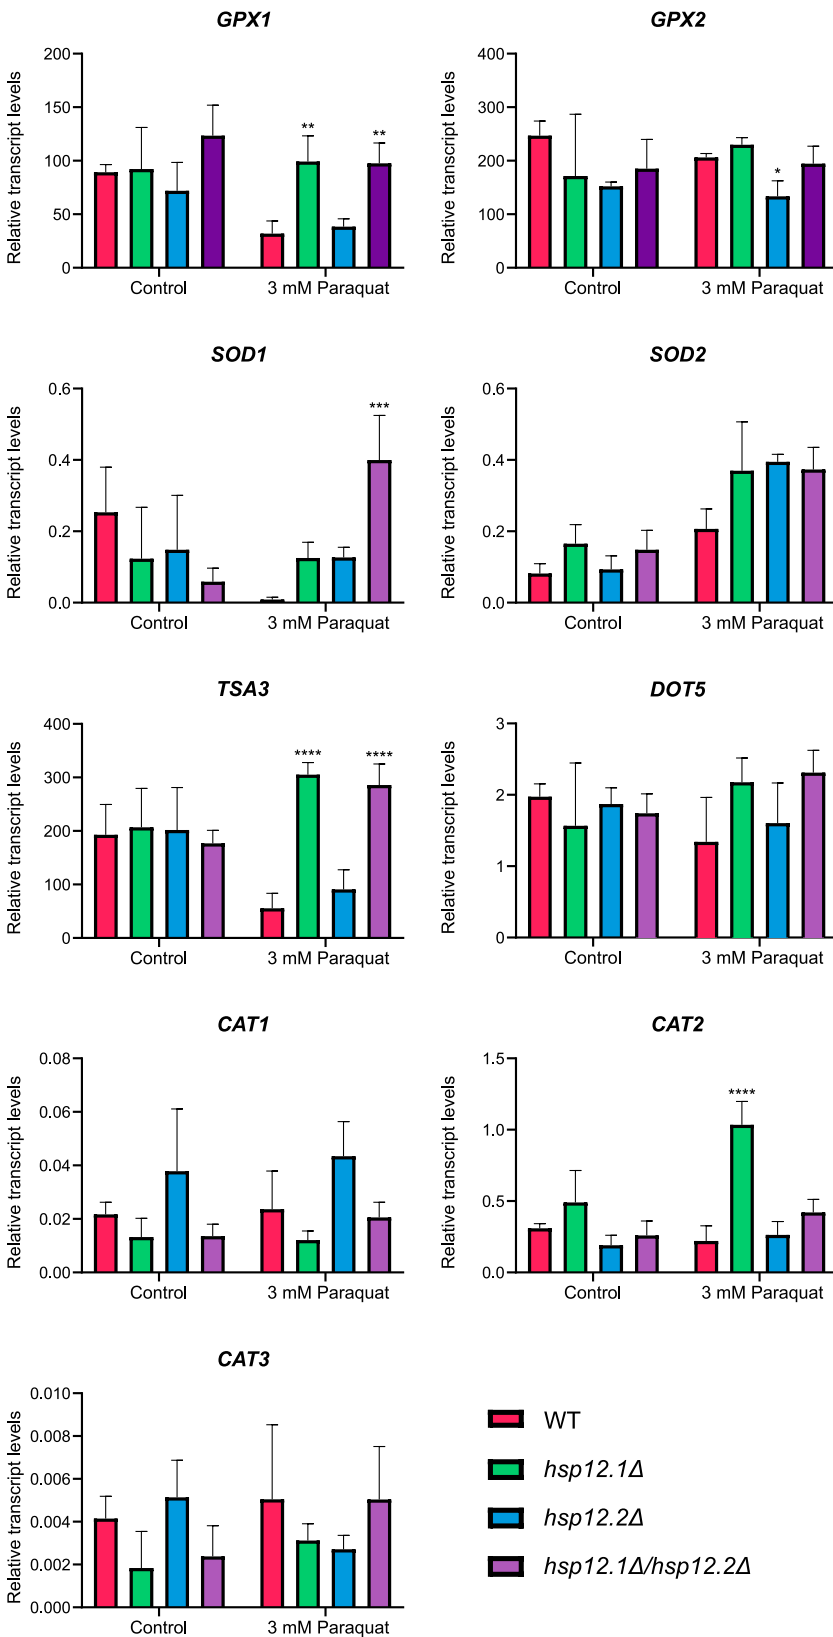 GPX1
Relative transcript levels
200
150
100
50
0
**
**
Control
3 mM Paraquat
GPX2
Relative transcript levels
400
300
200
100
0
*
Control
3 mM Paraquat
SOD1
Relative transcript levels
0.6
0.4
0.2
0.0
***
Control
3 mM Paraquat
SOD2
Relative transcript levels
0.6
0.4
0.2
0.0
Control
3 mM Paraquat
TSA3
Relative transcript levels
400
300
200
100
0
****
****
Control
3 mM Paraquat
DOT5
Relative transcript levels
3
2
1
0
Control
3 mM Paraquat
CAT1
Relative transcript levels
0.08
0.06
0.04
0.02
0.00
Control
3 mM Paraquat
CAT2
Relative transcript levels
1.5
1.0
0.5
0.0
****
Control
3 mM Paraquat
CAT3
Relative transcript levels
0.010
0.008
0.006
0.004
0.002
0.000
Control
3 mM Paraquat
WT
hsp12.1Δ
hsp12.2Δ
hsp12.1Δ/hsp12.2Δ